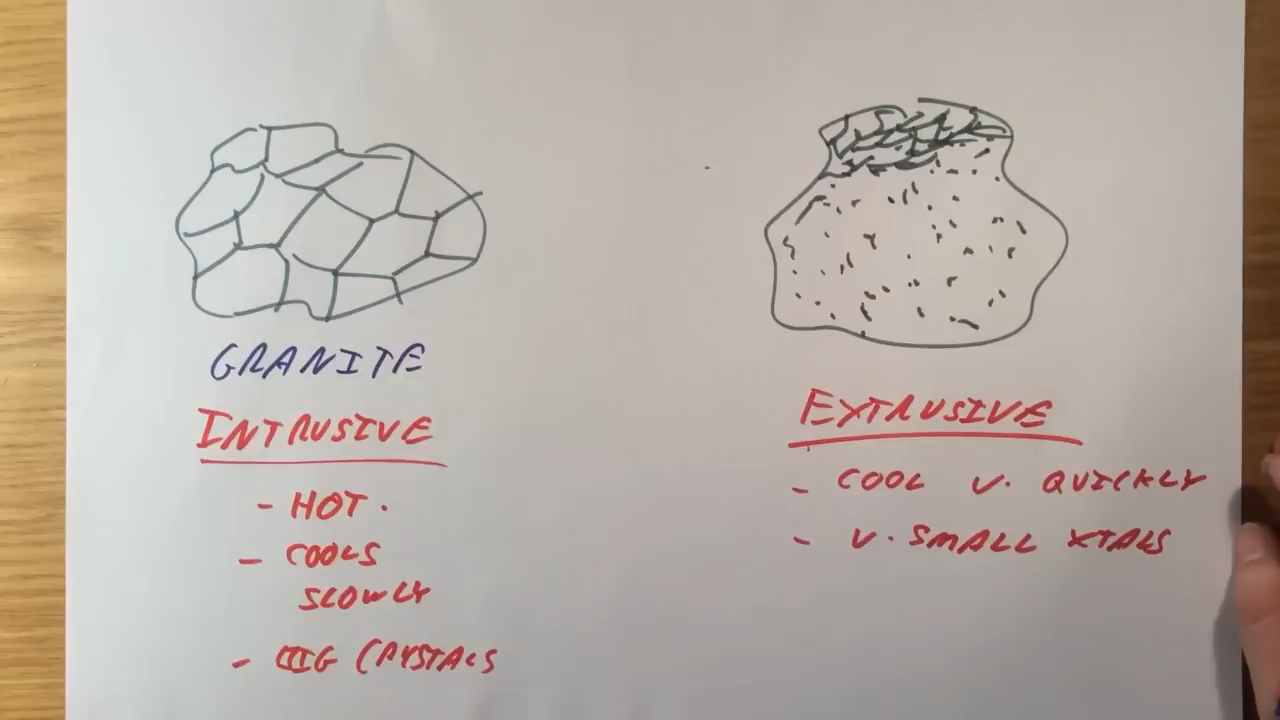 GRANITE
INTRUSIVE
- HOT.
- COOLS
SLOWLY
- BIG CRYSTALS
EXTRUSIVE
- COOL V. QUICKLY
- V. SMALL XTALS